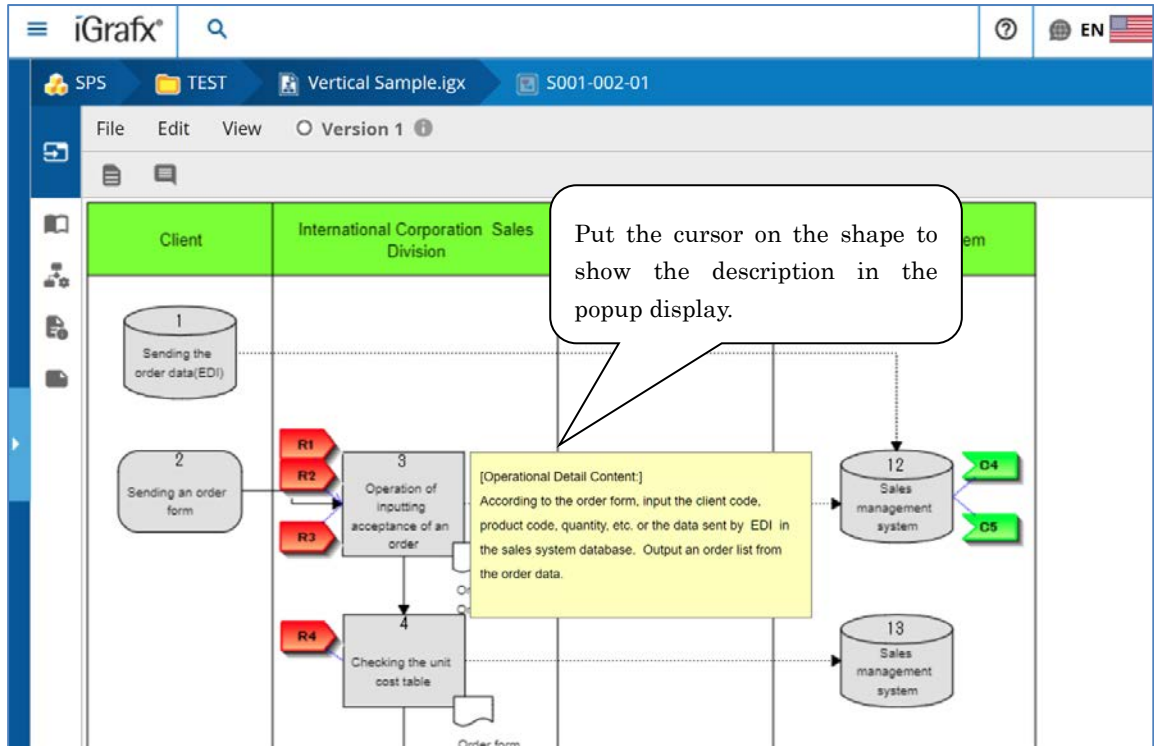 iGrafx®
EN
SPS
TEST
Vertical Sample.igx
S001-002-01
File
Edit
View
Version 1
Client
International Corporation Sales
Division
em
Put the cursor on the shape to
show the description in the
popup display.
1
Sending the
order data(EDI)
R1
R2
R3
2
Sending an order
form
3
Operation of
inputting
acceptance of an
order
[Operational Detail Content:]
According to the order form, input the client code,
product code, quantity, etc. or the data sent by EDI in
the sales system database. Output an order list from
the order data.
12
Sales
management
system
C4
C5
Or
Or
R4
4
Checking the unit
cost table
13
Sales
management
system
Order form